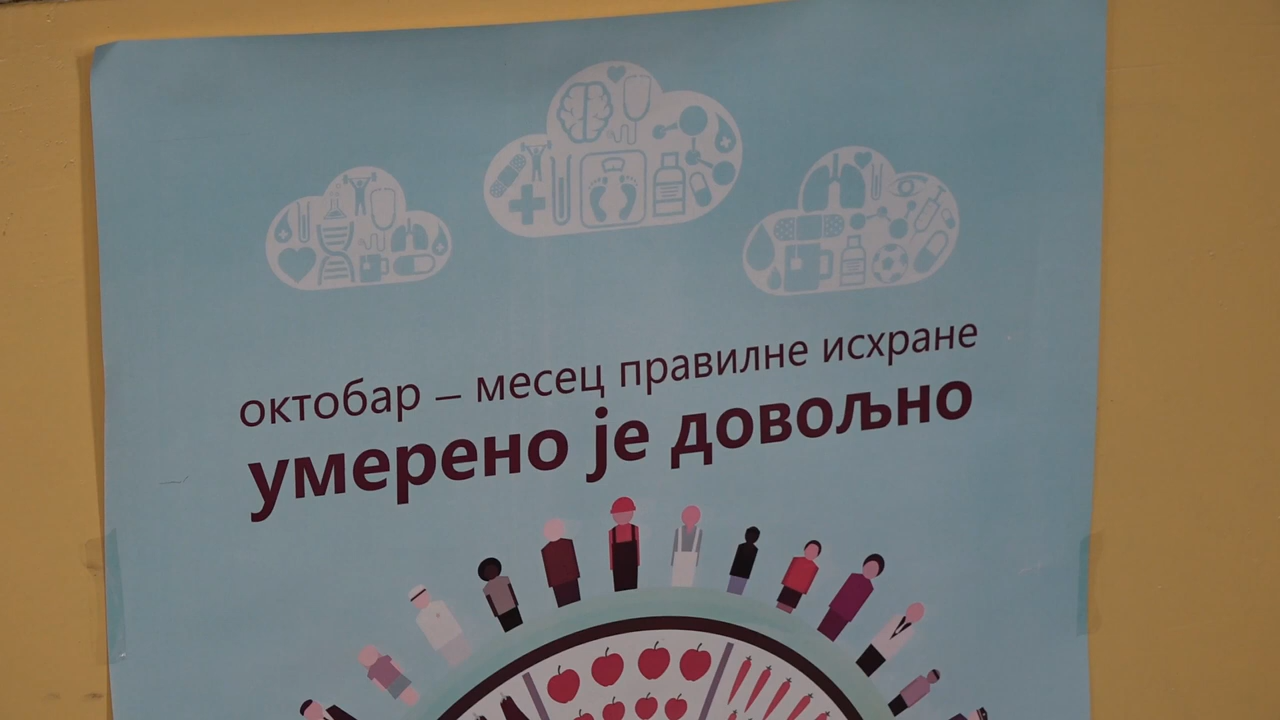 октобар – месец правилне исхране
умерено је довољно